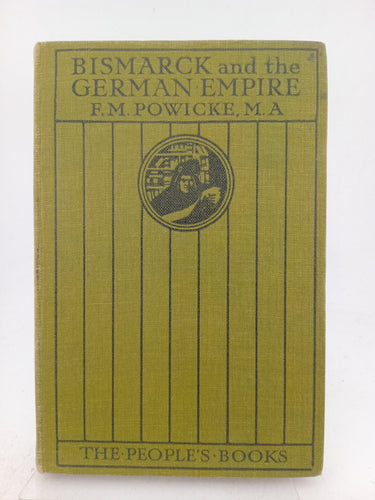 BISMARCK and the
GERMAN EMPIRE
F. M. POWICKE, M. A
THE · PEOPLE'S · BOOKS